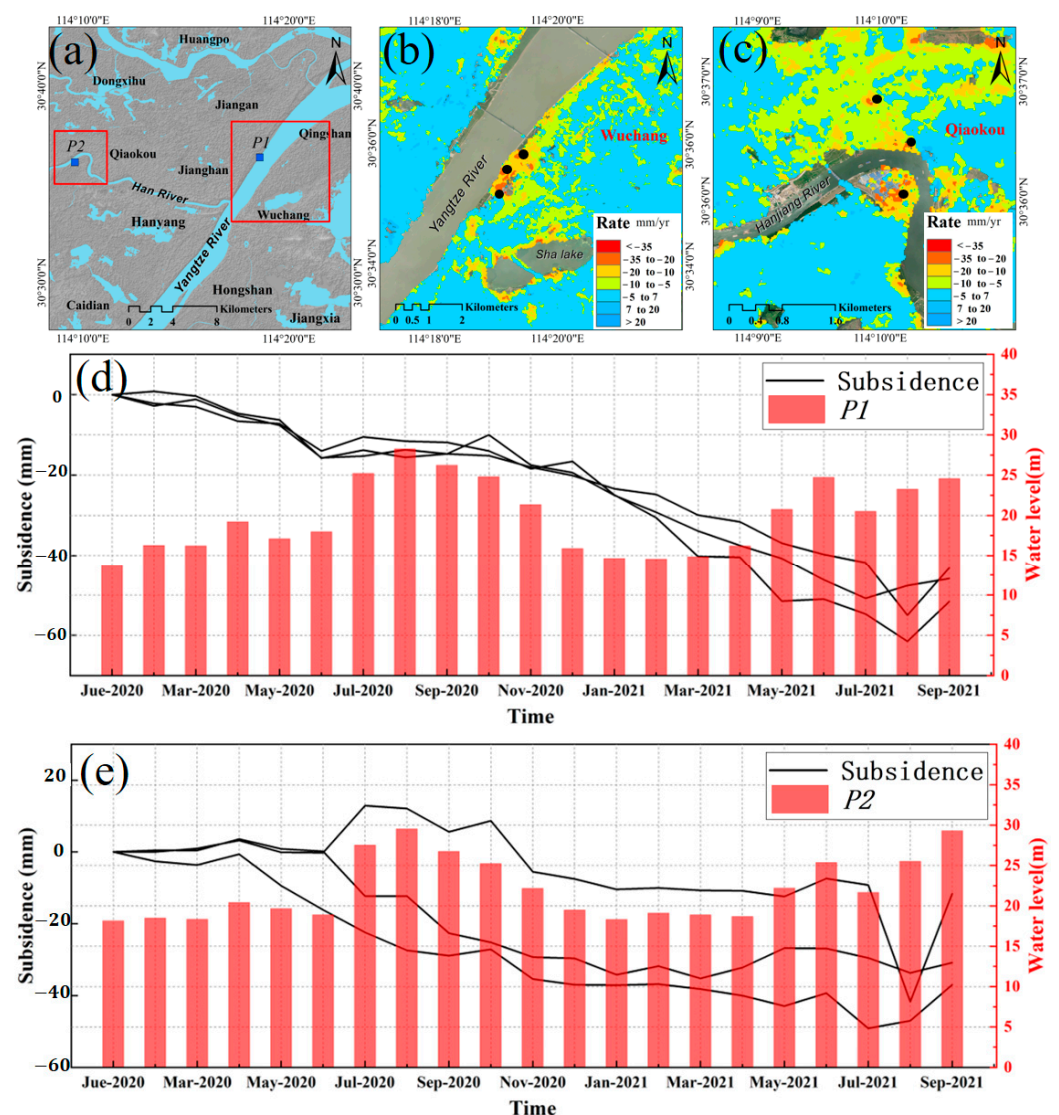 114°10'0"E 114°20'0"E
(a)
N
Huangpo
Dongxihu
Jiangan
Qingshan
P2
P1
Qiaokou
Jianghan
Han River
Hanyang
Wuchang
Yangtze River
Hongshan
Caidian
Jiangxia
Kilometers
0 2 4 8
30°40'0"N
30°30'0"N
30°40'0"N
30°30'0"N
114°10'0"E 114°20'0"E
114°18'0"E 114°20'0"E
(b)
N
Wuchang
Yangtze River
Sha lake
Rate mm/yr
<−35
−35 to −20
−20 to −10
−10 to −5
−5 to 7
7 to 20
> 20
Kilometers
0 0.5 1 2
30°36'0"N
30°34'0"N
30°36'0"N
30°34'0"N
114°18'0"E 114°20'0"E
114°9'0"E 114°10'0"E
(c)
N
Qiaokou
Hanjiang River
Rate mm/yr
<−35
−35 to −20
−20 to −10
−10 to −5
−5 to 7
7 to 20
> 20
Kilometers
0 0.4 0.8 1.6
30°37'0"N
30°36'0"N
30°37'0"N
30°36'0"N
114°9'0"E 114°10'0"E
(d)
Subsidence
P1
Subsidence (mm)
0
−20
−40
−60
Water level(m)
40
35
30
25
20
15
10
5
0
Jue-2020 Mar-2020 May-2020 Jul-2020 Sep-2020 Nov-2020 Jan-2021 Mar-2021 May-2021 Jul-2021 Sep-2021
Time
(e)
Subsidence
P2
Subsidence (mm)
20
0
−20
−40
−60
Water level(m)
40
35
30
25
20
15
10
5
0
Jue-2020 Mar-2020 May-2020 Jul-2020 Sep-2020 Nov-2020 Jan-2021 Mar-2021 May-2021 Jul-2021 Sep-2021
Time